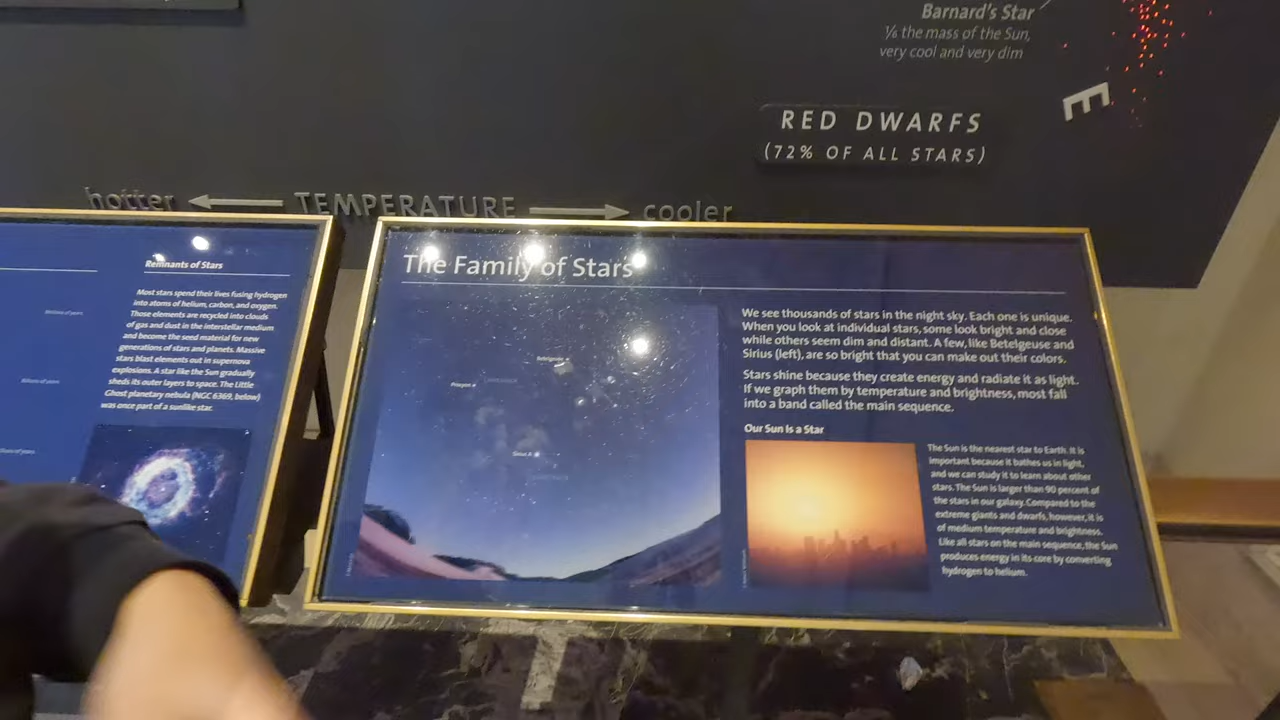 Barnard's Star
⅙ the mass of the Sun,
very cool and very dim
E
RED DWARFS
(72% OF ALL STARS)
hotter TEMPERATURE cooler
Remnants of Stars
Most stars spend their lives fusing hydrogen
into atoms of helium, carbon, and oxygen.
Those elements are recycled into clouds
of gas and dust in the interstellar medium
and become the seed material for new
generations of stars and planets. Massive
stars blast elements out in supernova
explosions. A star like the Sun gradually
sheds its outer layers to space. The Little
Ghost planetary nebula (NGC 6369, below)
was once part of a sunlike star.
Billions of years
The Family of Stars
Betelgeuse
Procyon
Sirius A
We see thousands of stars in the night sky. Each one is unique.
When you look at individual stars, some look bright and close
while others seem dim and distant. A few, like Betelgeuse and
Sirius (left), are so bright that you can make out their colors.
Stars shine because they create energy and radiate it as light.
If we graph them by temperature and brightness, most fall
into a band called the main sequence.
Our Sun Is a Star
The Sun is the nearest star to Earth. It is
important because it bathes us in light,
and we can study it to learn about other
stars. The Sun is larger than 90 percent of
the stars in our galaxy. Compared to the
extreme giants and dwarfs, however, it is
of medium temperature and brightness.
Like all stars on the main sequence, the Sun
produces energy in its core by converting
hydrogen to helium.